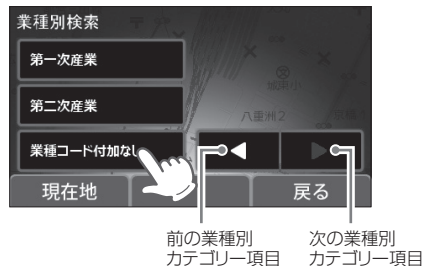 業種別検索
第一次産業
城東小
第二次産業
八重洲2
業種コード付加なし
現在地
戻る
前の業種別
カテゴリー項目
次の業種別
カテゴリー項目